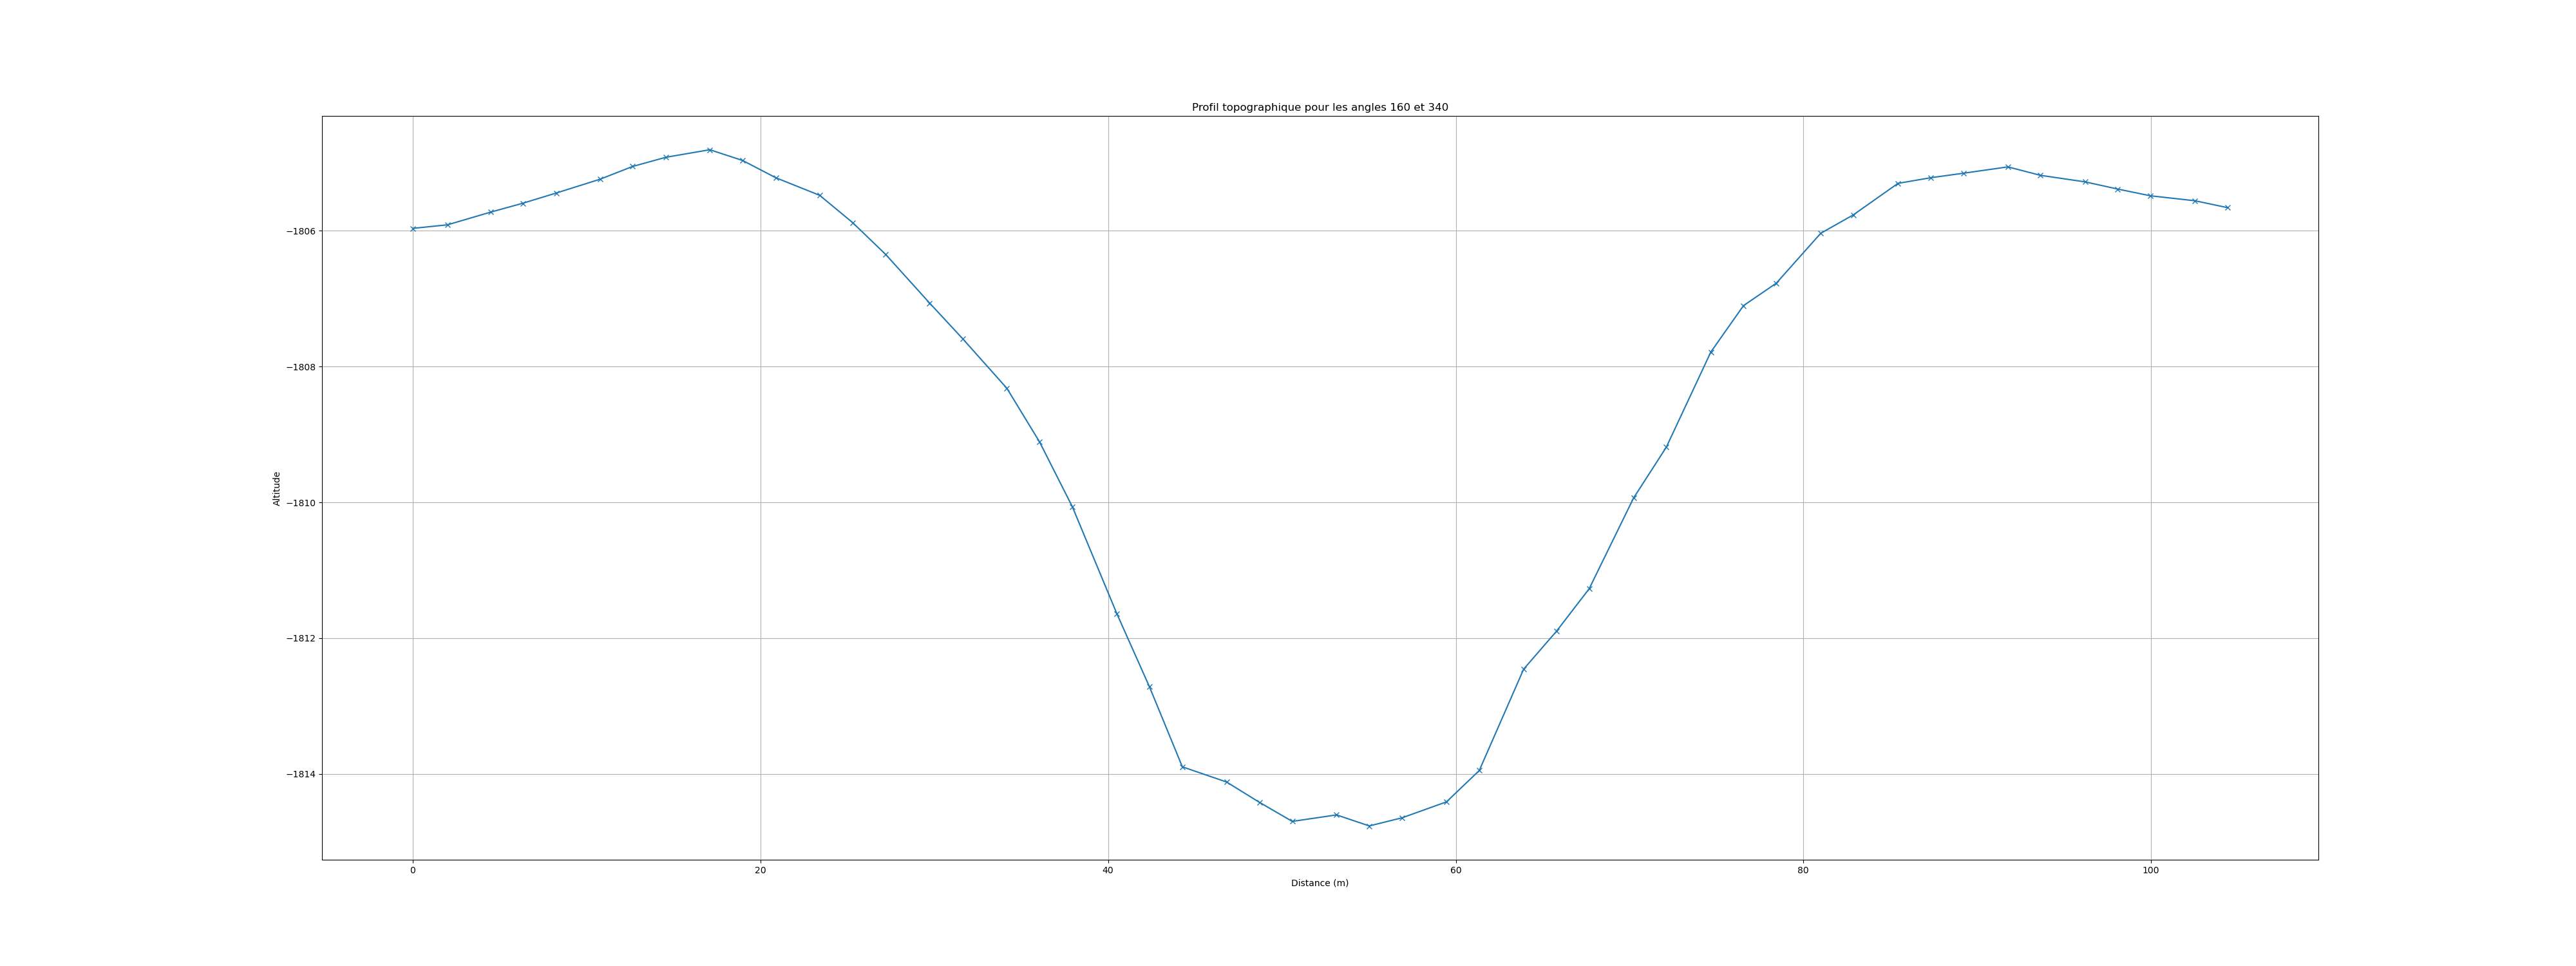 Profil topographique pour les angles 160 et 340
Altitude
−1806
−1808
−1810
−1812
−1814
0 20 40 60 80 100
Distance (m)